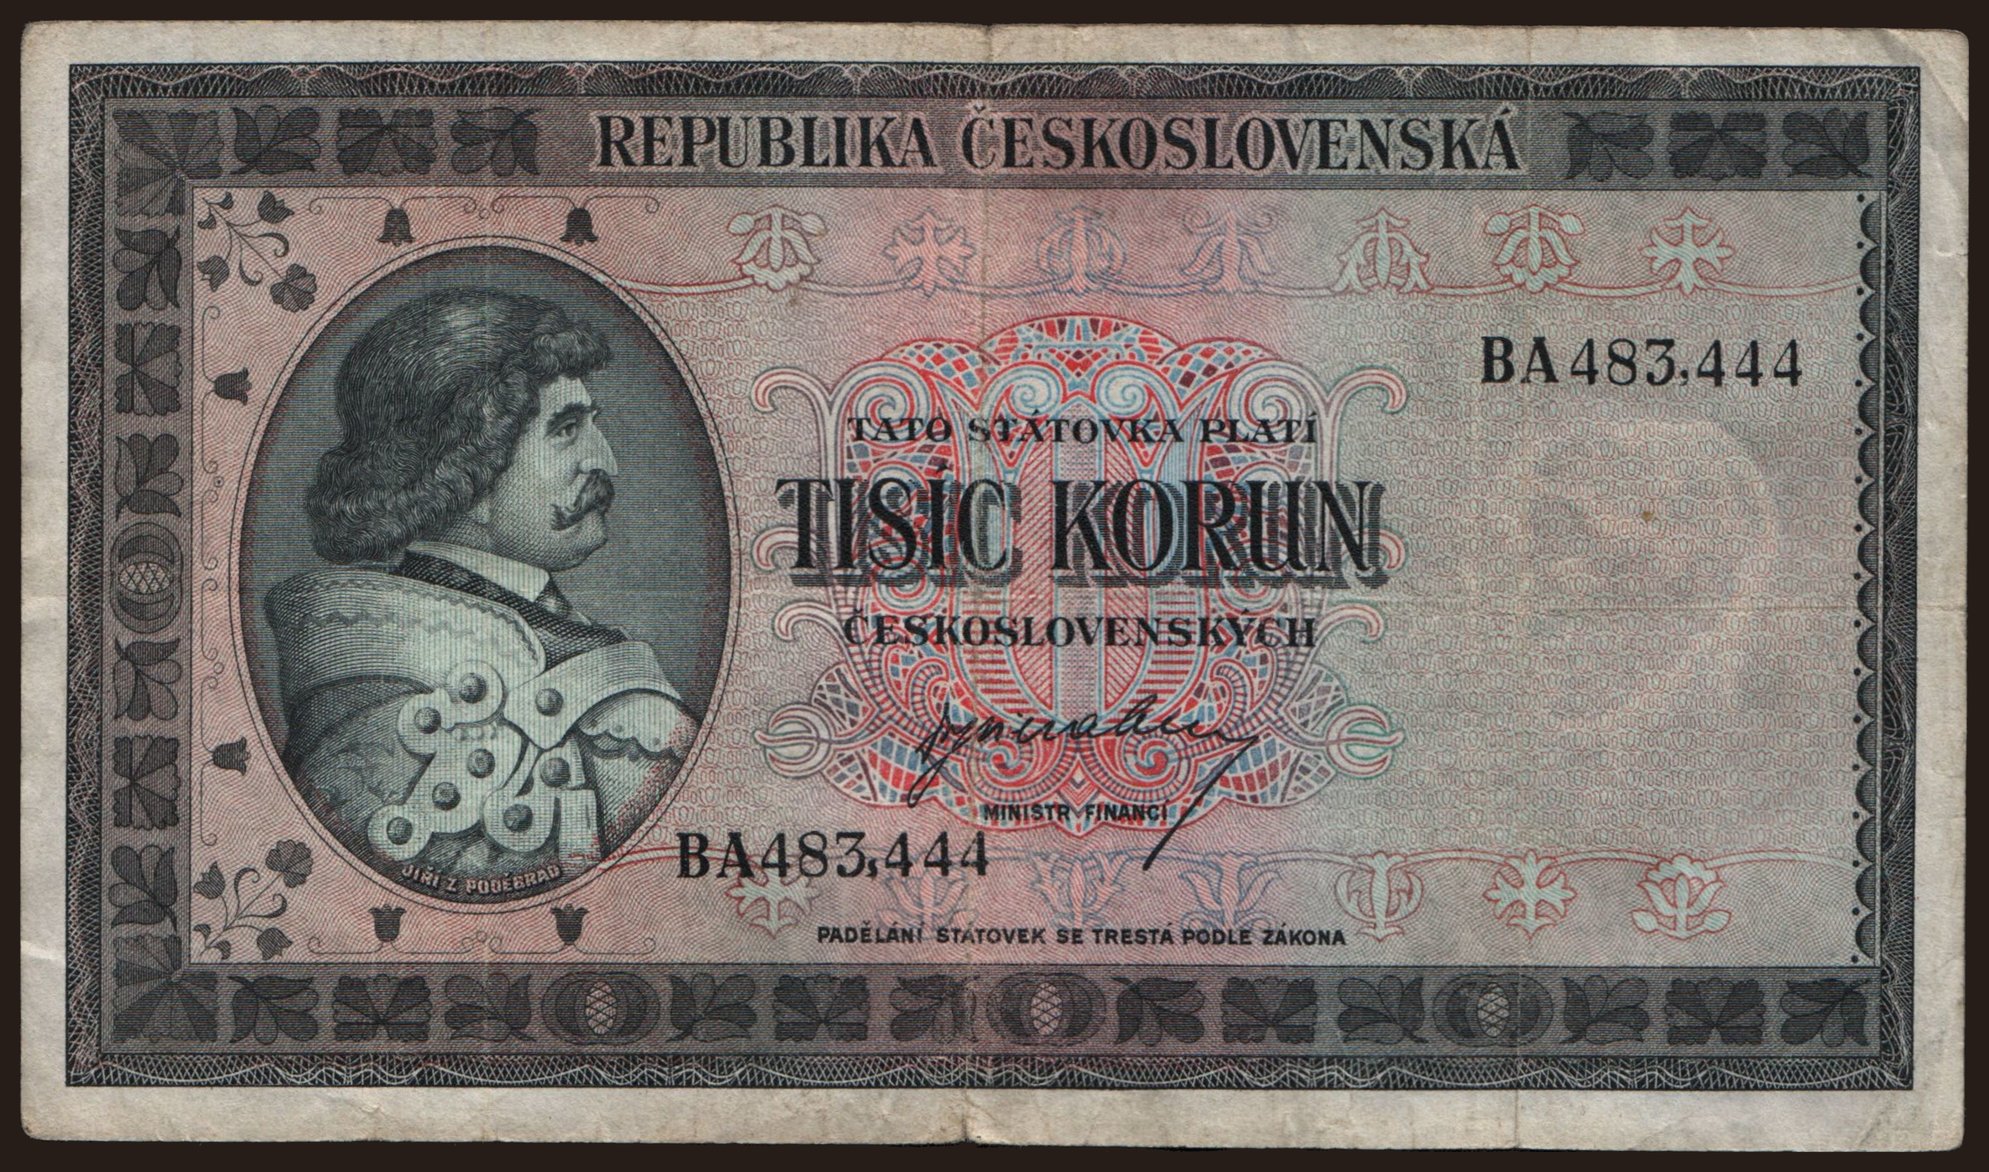 REPUBLIKA ČESKOSLOVENSKÁ
BA483,444
TATO STÁTOVKA PLATÍ
TISÍC KORUN
ČESKOSLOVENSKÝCH
MINISTR FINANCÍ
BA483,444
JIŘÍ Z PODĚBRAD
PADĚLÁNÍ STÁTOVEK SE TRESTÁ PODLE ZÁKONA